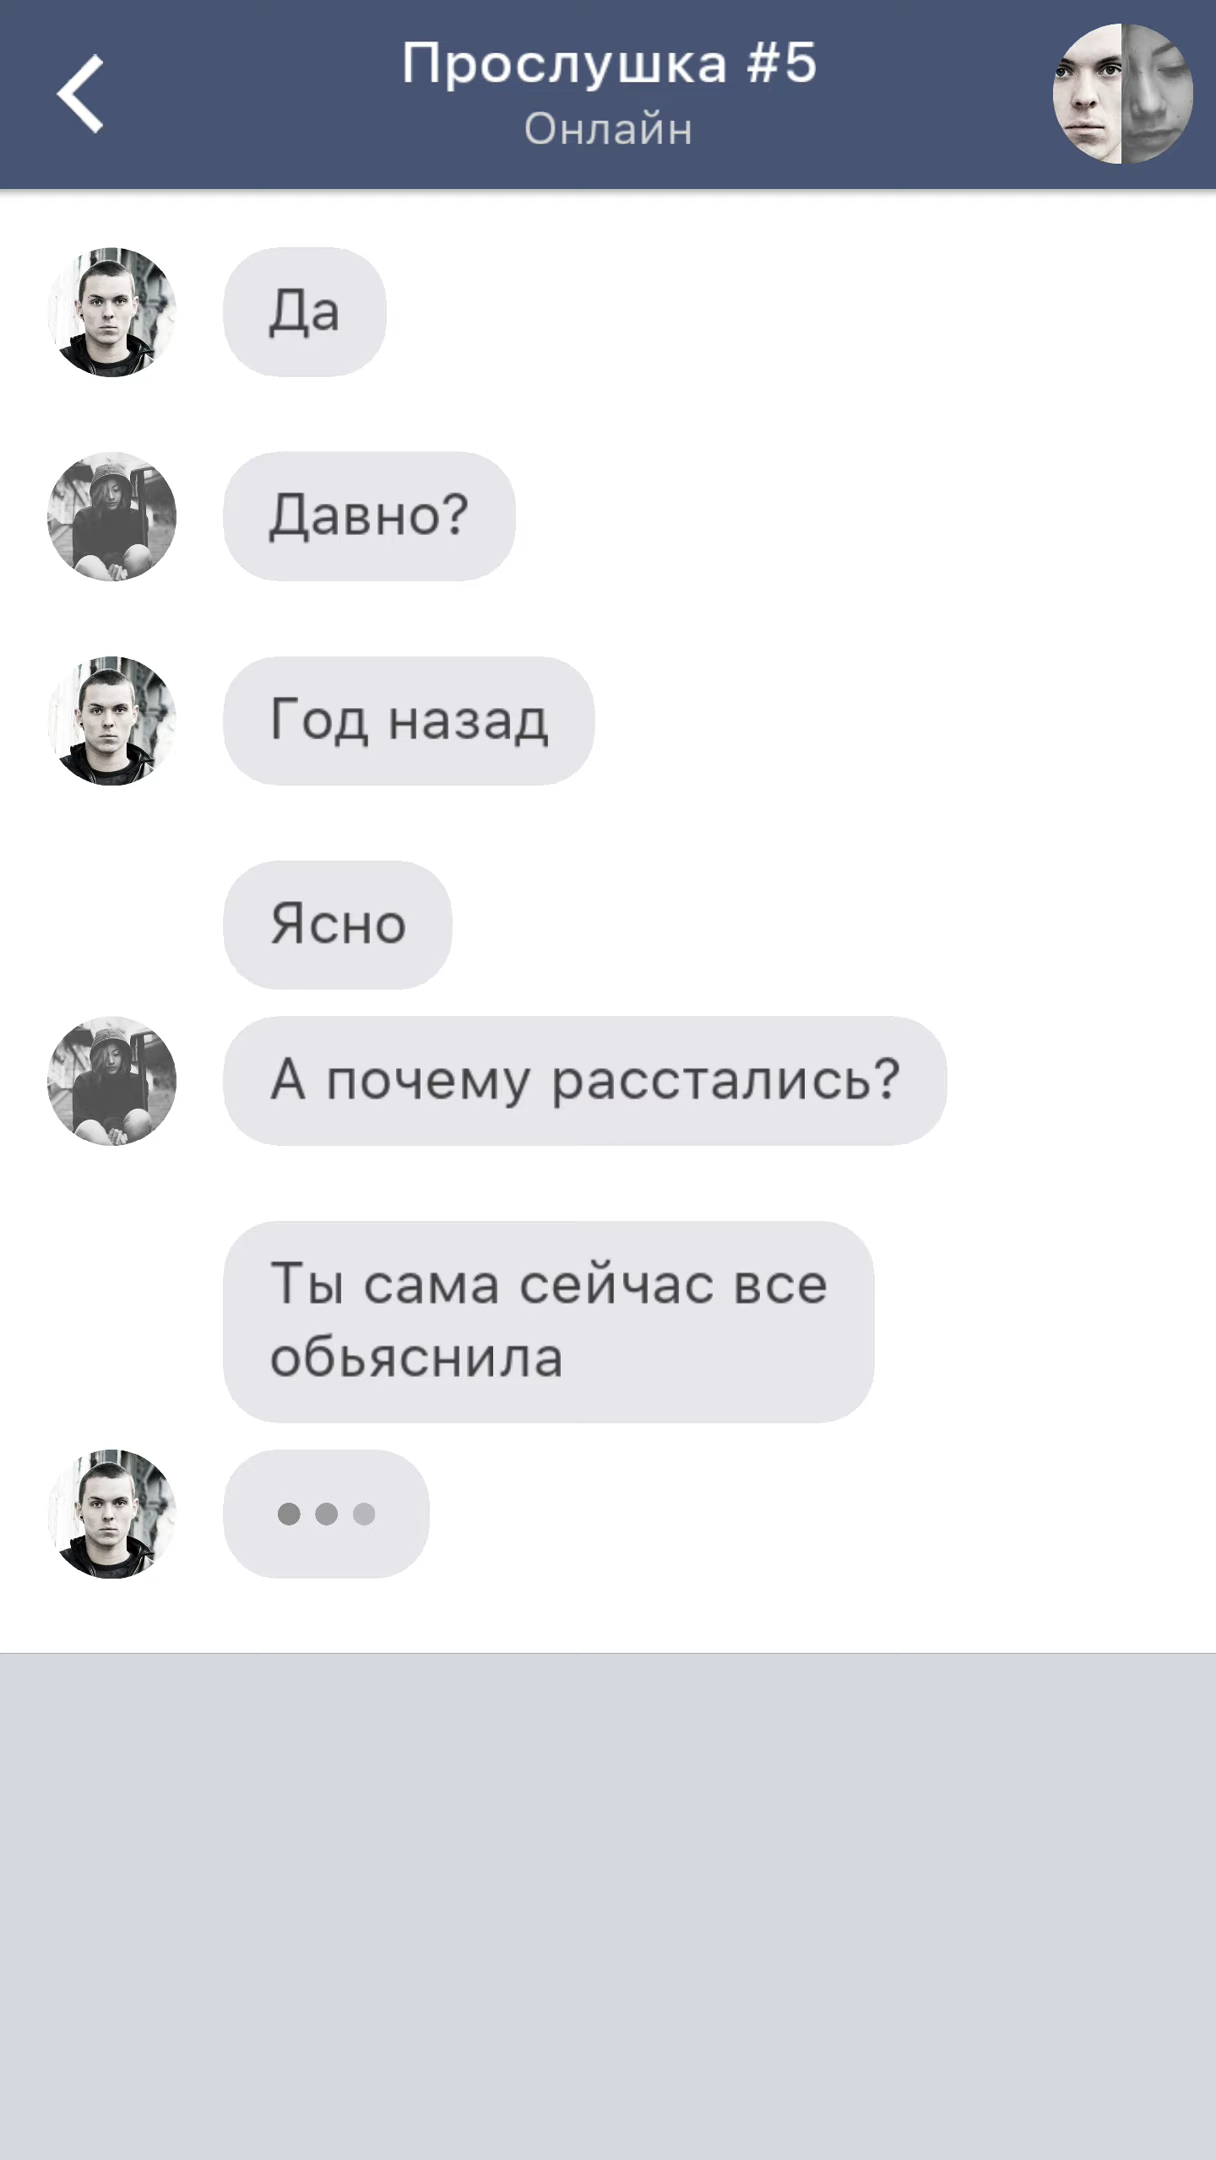 Прослушка #5
Онлайн
Да
Давно?
Год назад
Ясно
А почему расстались?
Ты сама сейчас все
обьяснила